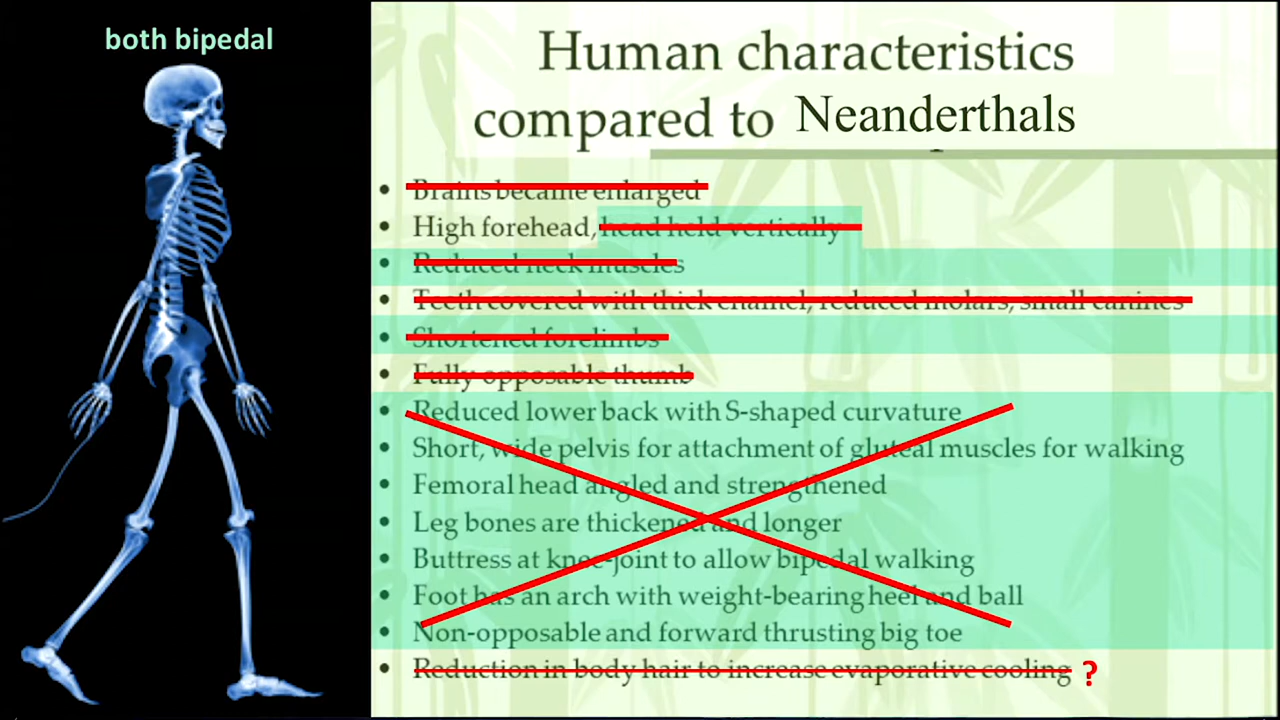 both bipedal
Human characteristics
compared to Neanderthals
• Brains became enlarged
• High forehead, head held vertically
• Reduced neck muscles
• Teeth covered with thick enamel, reduced molars, small canines
• Shortened forelimbs
• Fully opposable thumb
• Reduced lower back with S-shaped curvature
• Short, wide pelvis for attachment of gluteal muscles for walking
• Femoral head angled and strengthened
• Leg bones are thickened and longer
• Buttress at knee-joint to allow bipedal walking
• Foot has an arch with weight-bearing heel and ball
• Non-opposable and forward thrusting big toe
• Reduction in body hair to increase evaporative cooling ?